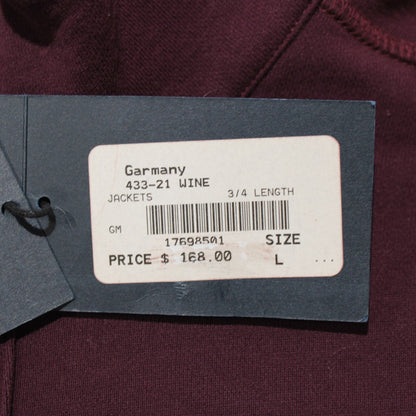 Garmany
433-21 WINE
JACKETS 3/4 LENGTH
GM
17698501 SIZE
PRICE $ 168.00 L ...